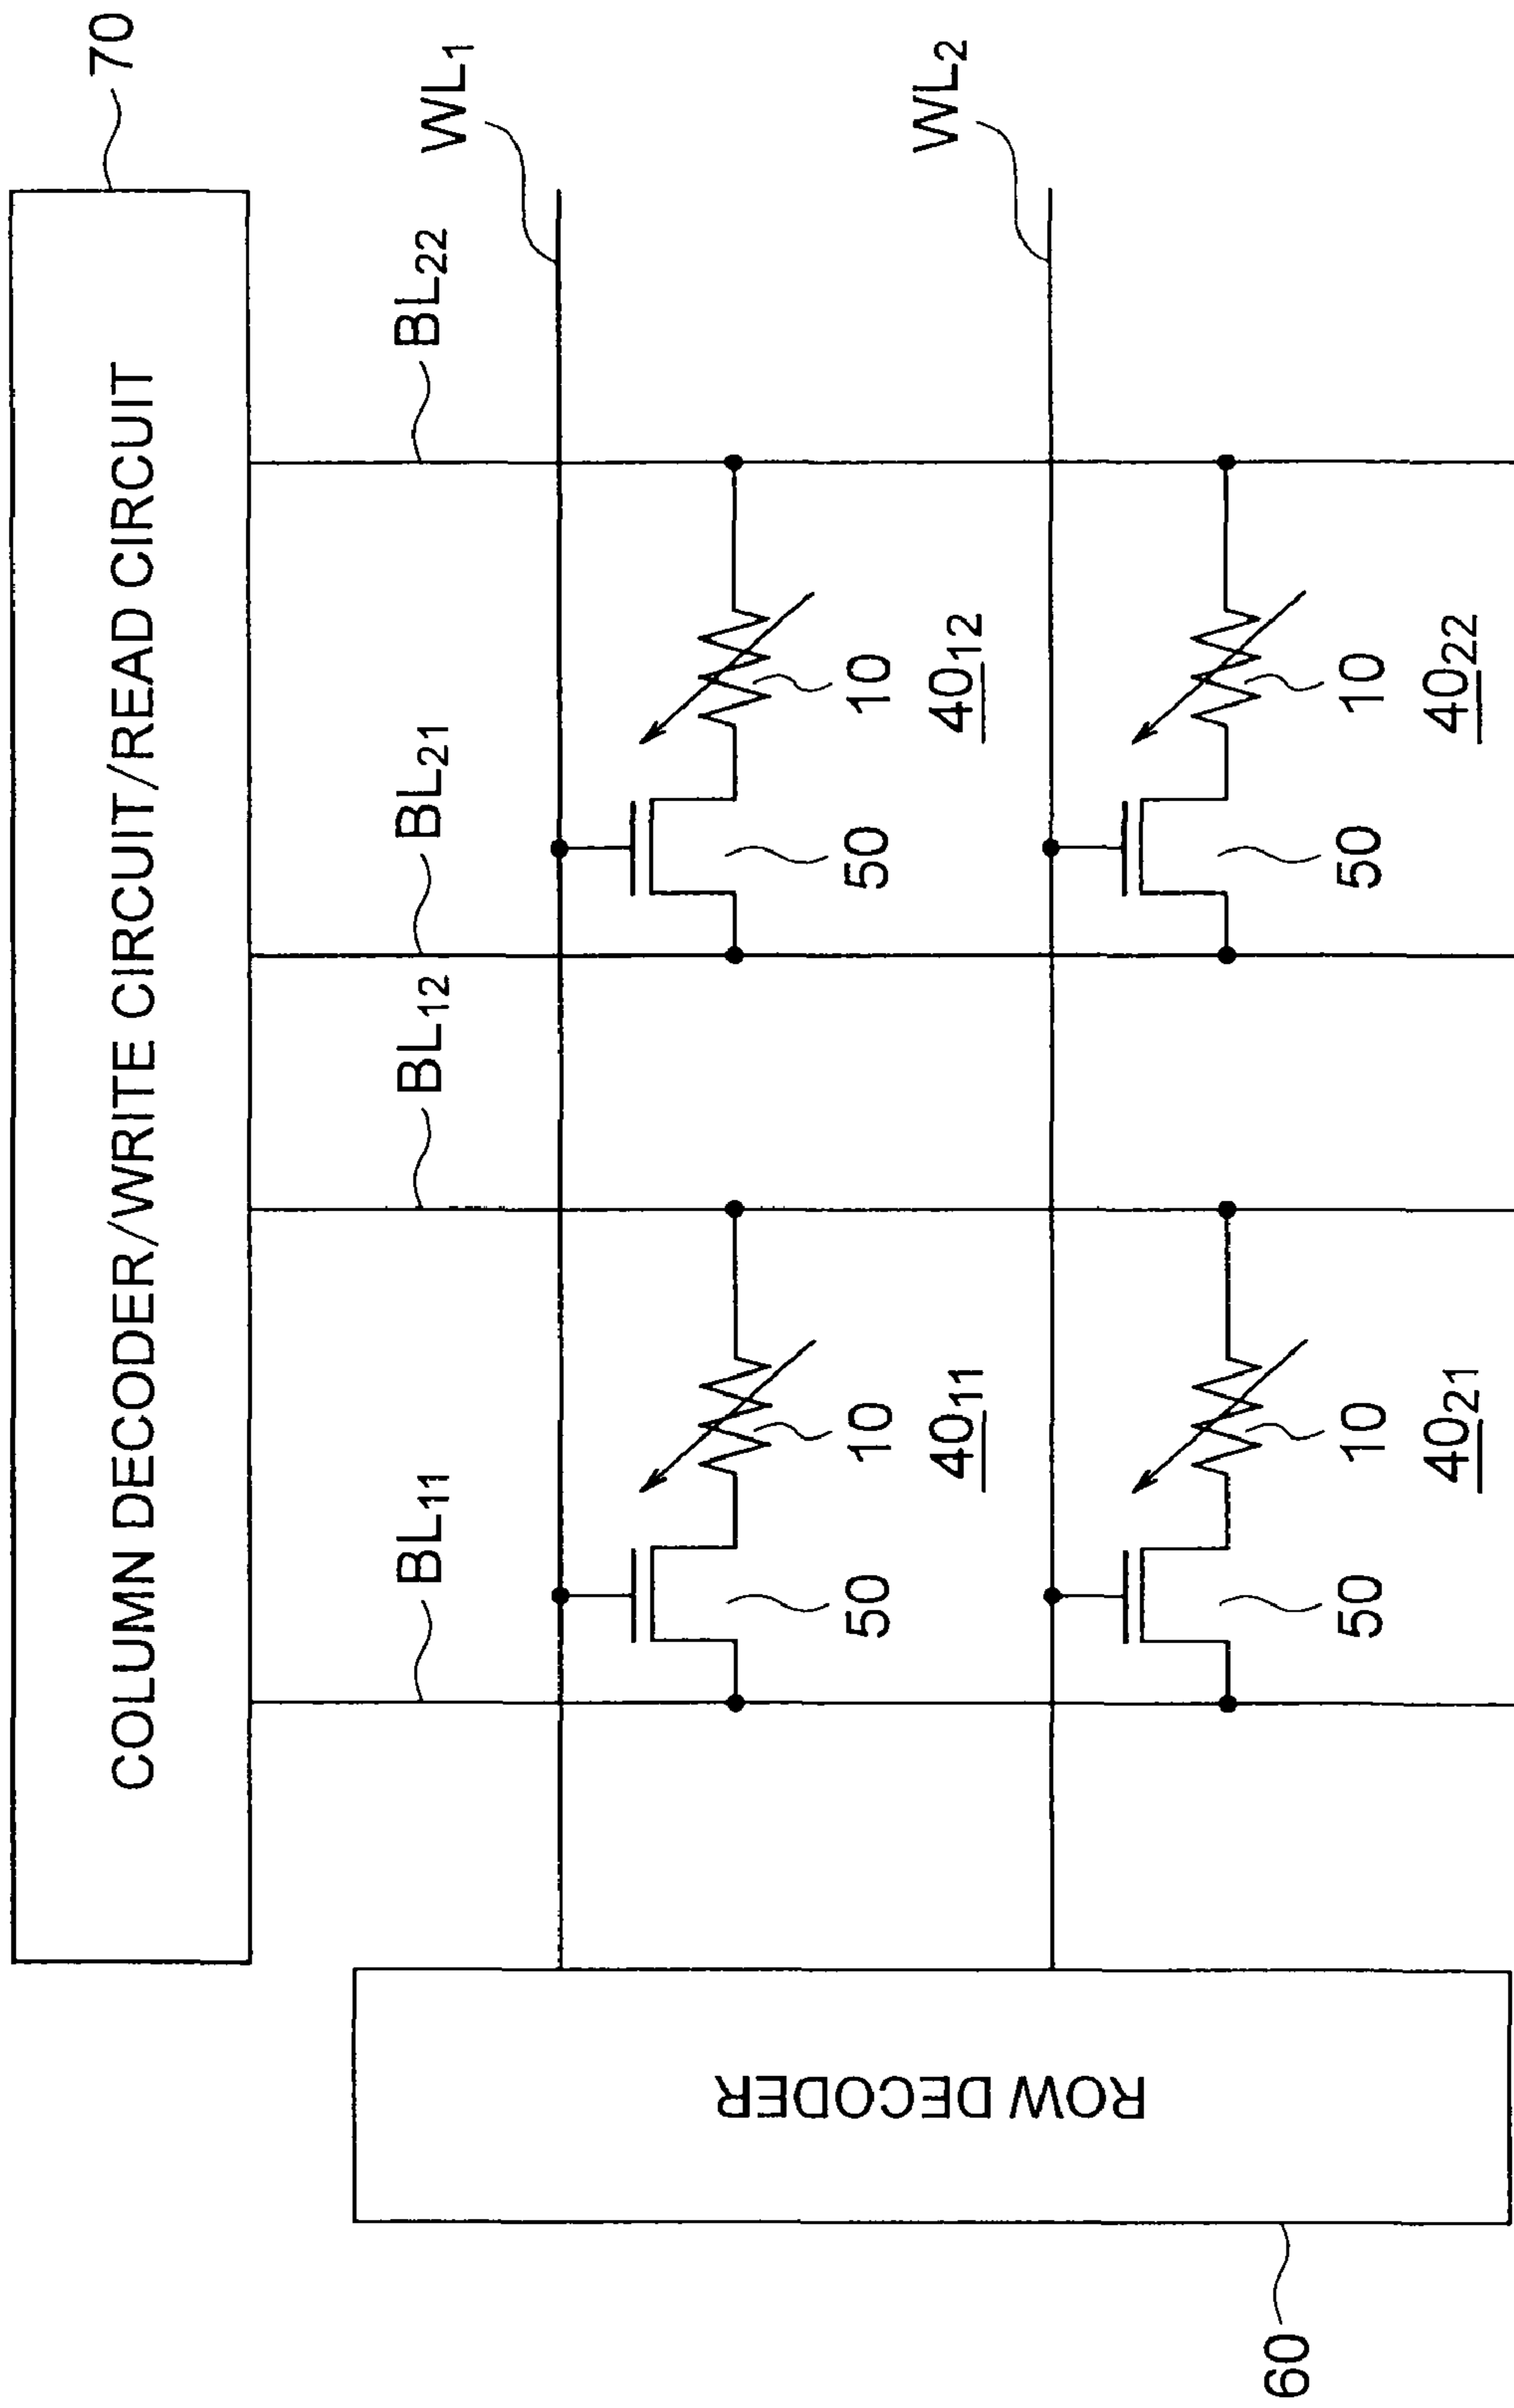 COLUMN DECODER/WRITE CIRCUIT/READ CIRCUIT
70
BL₁₁
BL₁₂
BL₂₁
BL₂₂
WL₁
50
10
50
10
40₁₁
40₁₂
WL₂
50
10
50
10
40₂₁
40₂₂
ROW DECODER
60